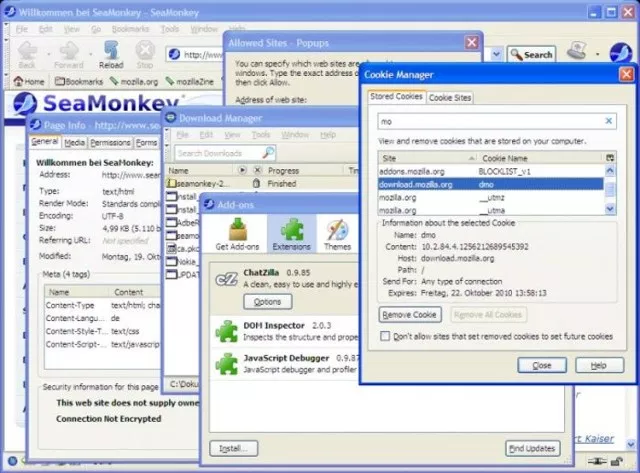 Willkommen bei SeaMonkey - SeaMonkey
File Edit View Go Bookmarks Tools Window Help
Back Forward Reload Stop http://www. Search
Home Bookmarks mozilla.org mozillaZine
SeaMonkey
Allowed Sites - Popups
You can specify which web sites are
windows. Type the exact address o
then click Allow.
Address of web site:
Page Info - http://www.sea
General Media Permissions Forms
Willkommen bei SeaMonkey:
Address: http://www.sea
Type: text/html
Render Mode: Standards complia
Encoding: UTF-8
Size: 4,99 KB (5.110 b
Referring URL: Not specified
Modified: Montag, 19. Okto
Meta (4 tags)
Name Content
Content-Type text/html; char
Content-Langu... de
Content-Style-T... text/css
Content-Script-... text/javascript
Security information for this page
This web site does not supply owne
Connection Not Encrypted
Download Manager
File Edit View Tools Window Help
Search Downloads
Name Progress Tim
seamonkey-2... Finished
install_
install_
AdbeR
seamo
ca.pkc
Nokia_
UPDAT
C:\Doku
Add-ons
Get Add-ons Extensions Themes
ChatZilla 0.9.85
A clean, easy to use and highly e
Options
DOM Inspector 2.0.3
Inspects the structure and prope
JavaScript Debugger 0.9.87
JavaScript debugger and profiler
Install... Find Updates
Cookie Manager
Stored Cookies Cookie Sites
mo
View and remove cookies that are stored on your computer.
Site Cookie Name
addons.mozilla.org BLOCKLIST_v1
download.mozilla.org dmo
mozilla.org __utmz
mozilla.org __utma
Information about the selected Cookie
Name: dmo
Content: 10.2.84.4.1256212689545392
Host: download.mozilla.org
Path: /
Send For: Any type of connection
Expires: Freitag, 22. Oktober 2010 13:58:13
Remove Cookie Remove All Cookies
Don't allow sites that set removed cookies to set future cookies
Close Help
rt Kaiser